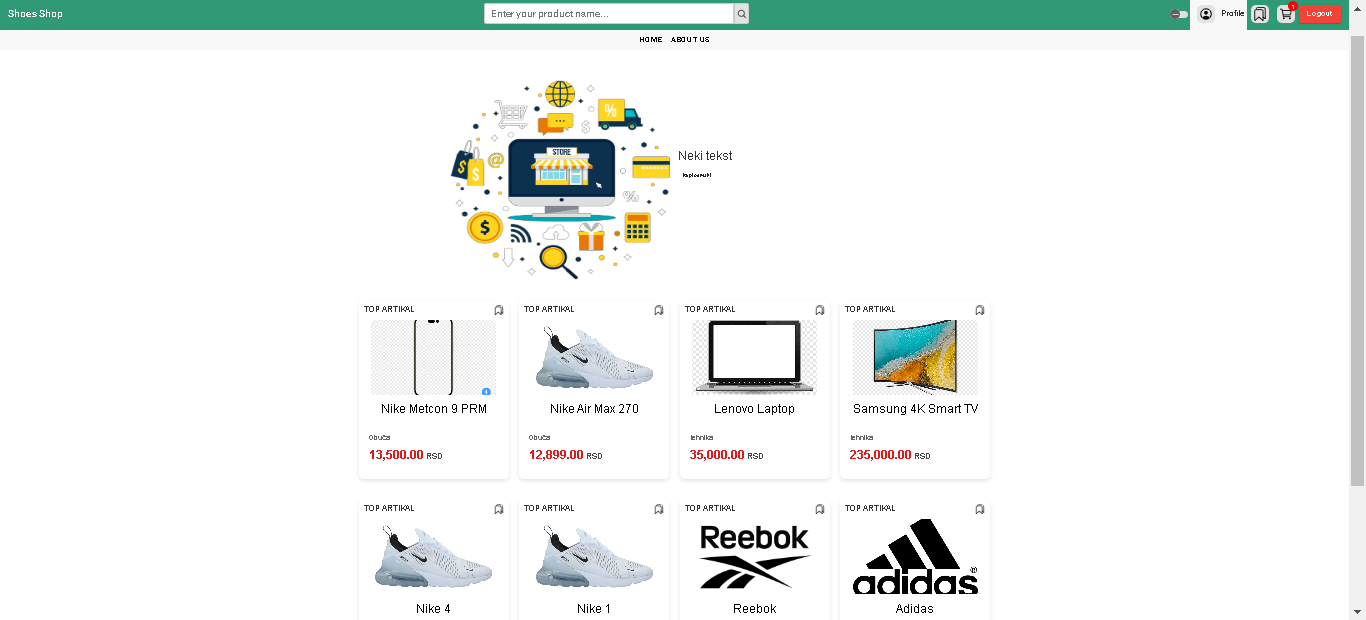 Shoes Shop
Enter your product name...
Profile
1
Logout
HOME ABOUT US
STORE
Neki tekst
TOP ARTIKAL
TOP ARTIKAL
TOP ARTIKAL
TOP ARTIKAL
Nike Metcon 9 PRM
Nike Air Max 270
Lenovo Laptop
Samsung 4K Smart TV
Obuća
Obuća
Tehnika
Tehnika
13,500.00 RSD
12,899.00 RSD
35,000.00 RSD
235,000.00 RSD
TOP ARTIKAL
TOP ARTIKAL
TOP ARTIKAL
TOP ARTIKAL
Reebok
adidas®
Nike 4
Nike 1
Reebok
Adidas